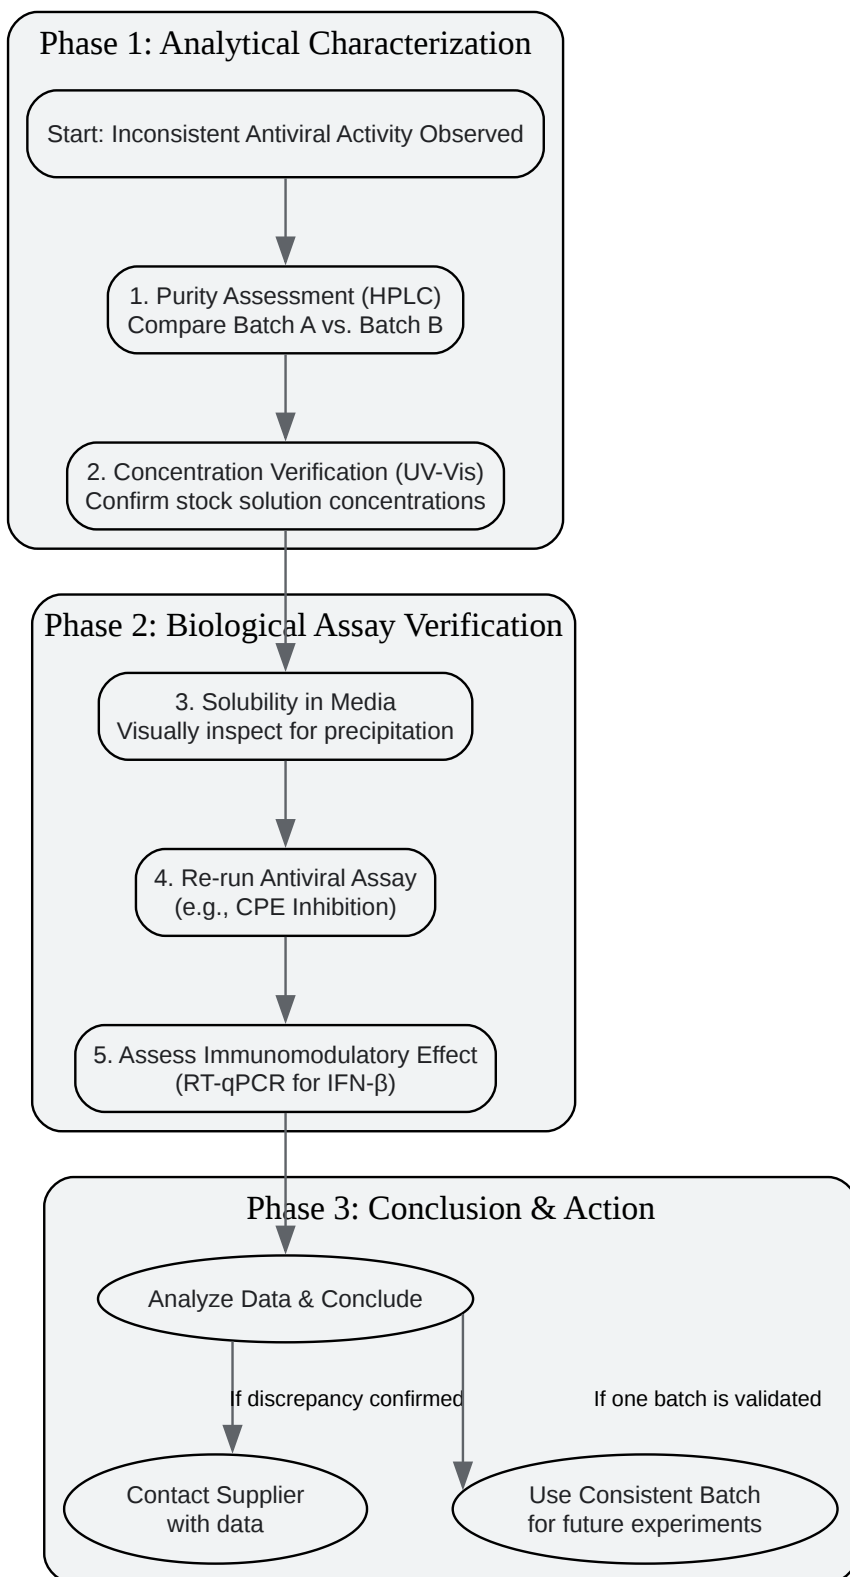 Phase 1: Analytical Characterization
Start: Inconsistent Antiviral Activity Observed
1. Purity Assessment (HPLC)
Compare Batch A vs. Batch B
2. Concentration Verification (UV-Vis)
Confirm stock solution concentrations
Phase 2: Biological Assay Verification
3. Solubility in Media
Visually inspect for precipitation
4. Re-run Antiviral Assay
(e.g., CPE Inhibition)
5. Assess Immunomodulatory Effect
(RT-qPCR for IFN-β)
Phase 3: Conclusion & Action
Analyze Data & Conclude
If discrepancy confirmed
If one batch is validated
Contact Supplier
with data
Use Consistent Batch
for future experiments